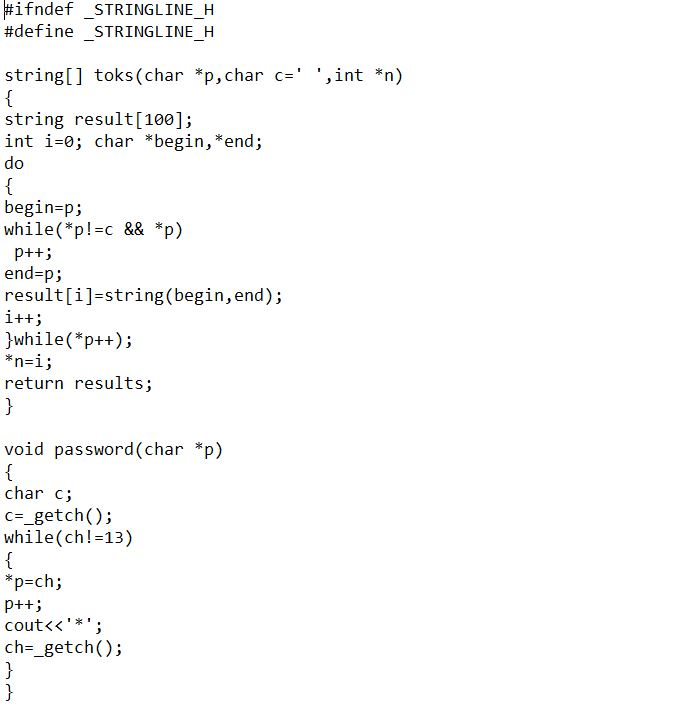 #ifndef _STRINGLINE_H
#define _STRINGLINE_H
string[] toks(char *p,char c=' ',int *n)
{
string result[100];
int i=0; char *begin,*end;
do
{
begin=p;
while(*p!=c && *p)
p++;
end=p;
result[i]=string(begin,end);
i++;
}while(*p++);
*n=i;
return results;
}
void password(char *p)
{
char c;
c=_getch();
while(ch!=13)
{
*p=ch;
p++;
cout<<'*';
ch=_getch();
}
}